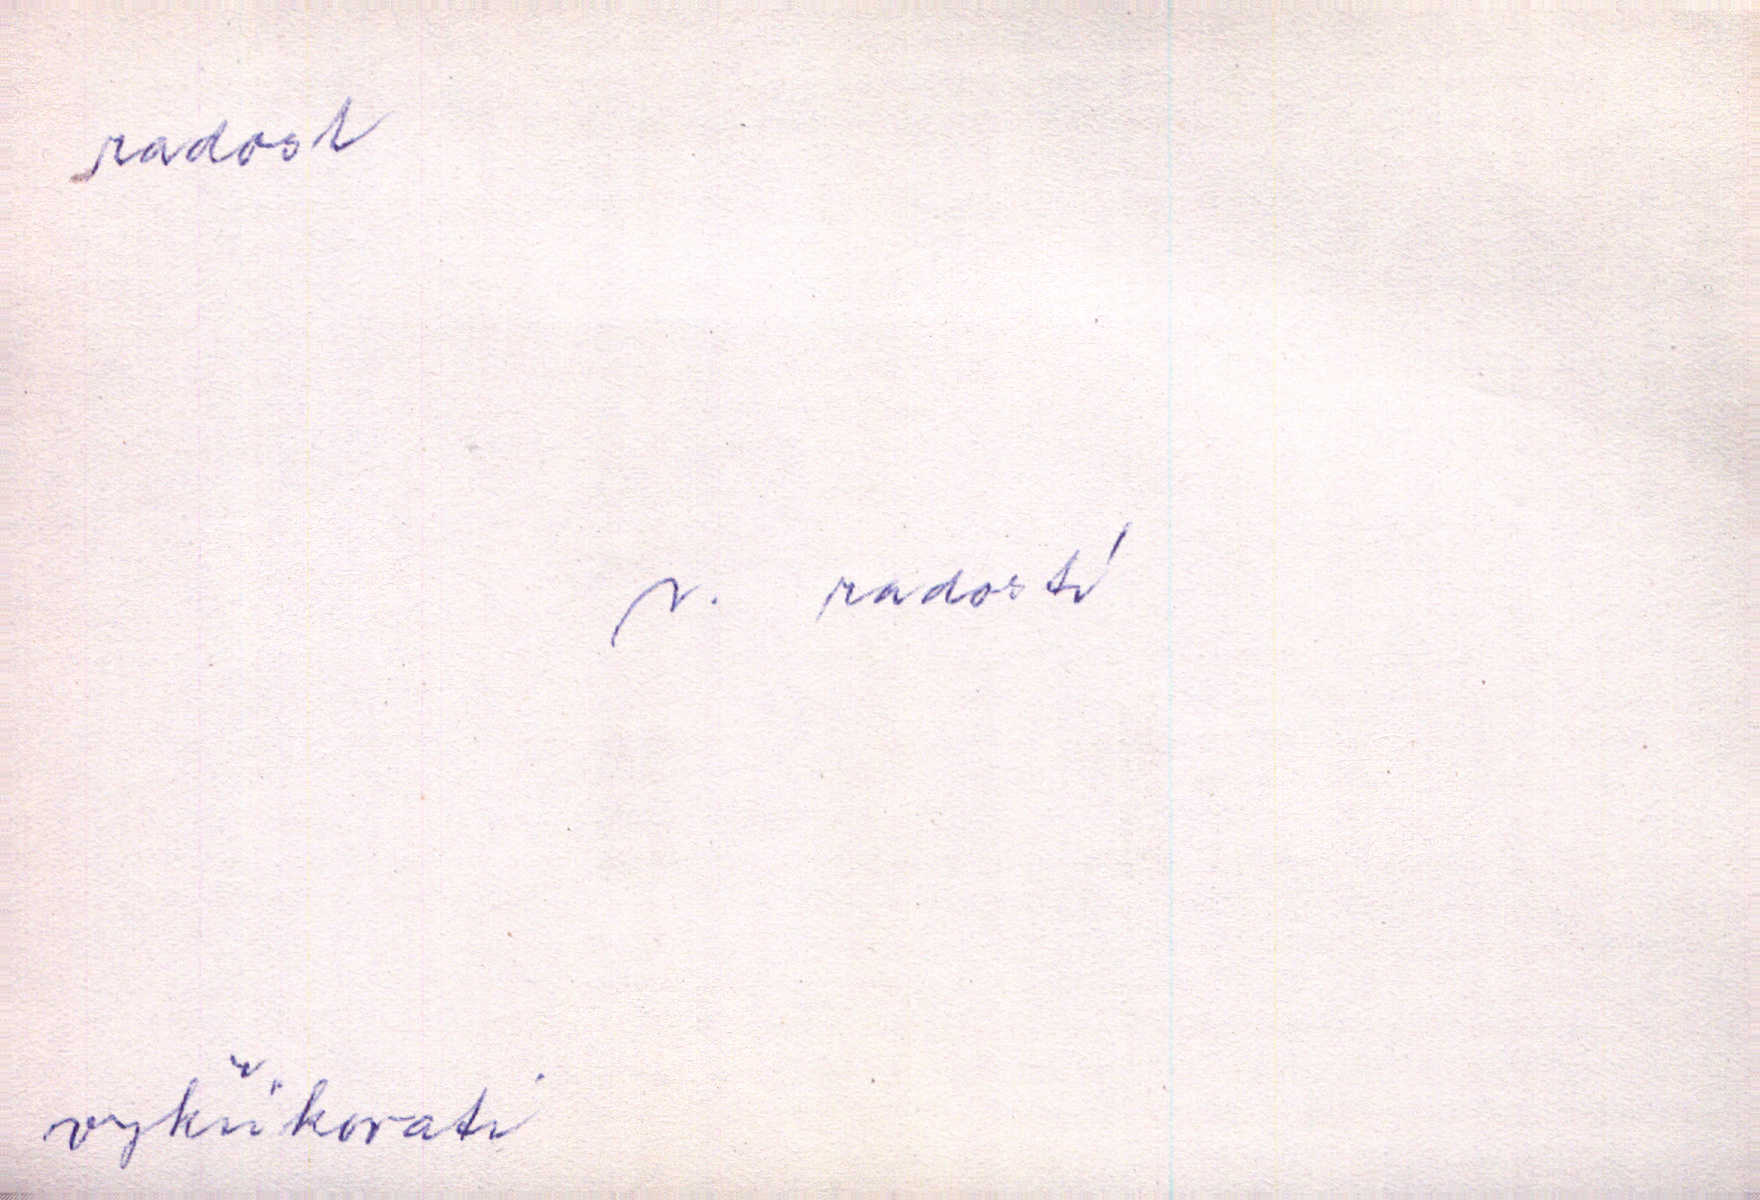 radost
v. radostí
vykřikovati